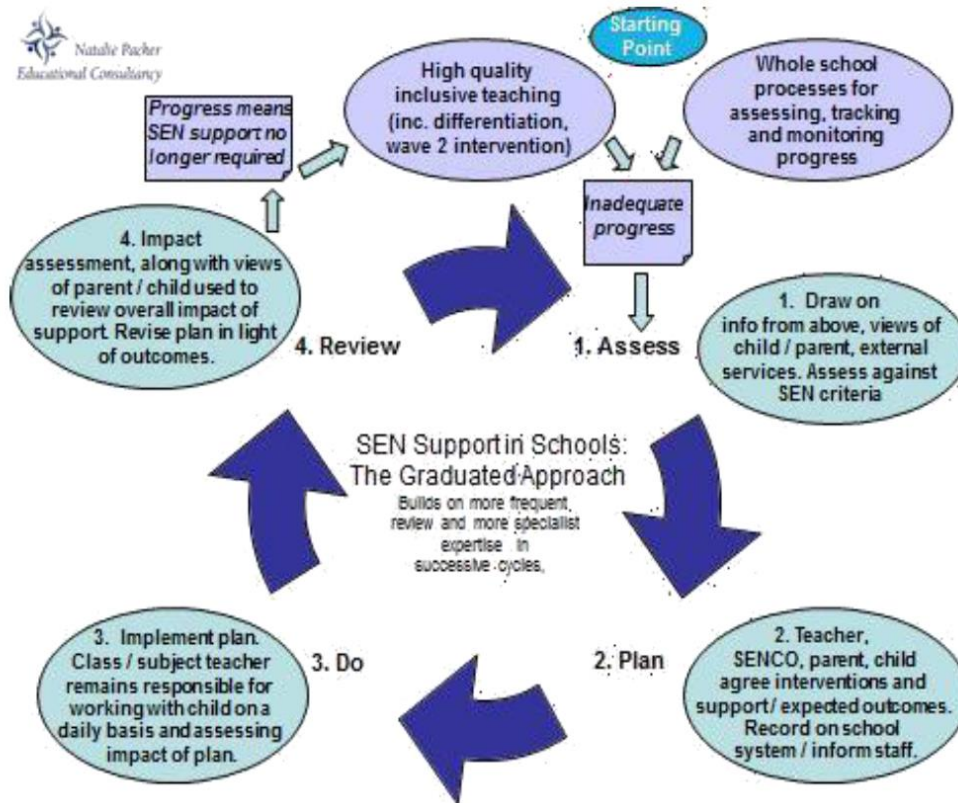 Natalie Packer
Educational Consultancy
Starting
Point
High quality
inclusive teaching
(inc. differentiation,
wave 2 intervention)
Whole school
processes for
assessing, tracking
and monitoring
progress
Progress means
SEN support no
longer required
Inadequate
progress
4. Impact
assessment, along with views
of parent / child used to
review overall impact of
support. Revise plan in light
of outcomes.
4. Review
1. Assess
1. Draw on
info from above, views of
child / parent, external
services. Assess against
SEN criteria
SEN Support in Schools:
The Graduated Approach
Builds on more frequent
review and more specialist
expertise in
successive cycles,
3. Implement plan.
Class / subject teacher
remains responsible for
working with child on a
daily basis and assessing
impact of plan.
3. Do
2. Plan
2. Teacher,
SENCO, parent, child
agree interventions and
support / expected outcomes.
Record on school
system / inform staff.